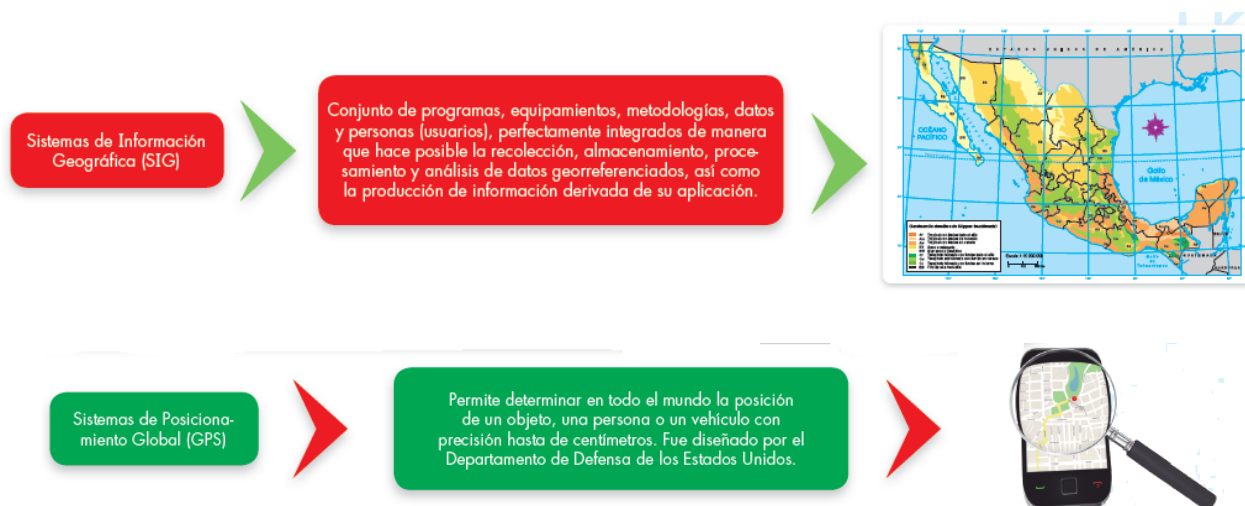 Sistemas de Información
Geográfica (SIG)
Conjunto de programas, equipamientos, metodologías, datos
y personas (usuarios), perfectamente integrados de manera
que hace posible la recolección, almacenamiento, proce-
samiento y análisis de datos georreferenciados, así como
la producción de información derivada de su aplicación.
OCÉANO
PACÍFICO
Golfo
de México
Sistemas de Posiciona-
miento Global (GPS)
Permite determinar en todo el mundo la posición
de un objeto, una persona o un vehículo con
precisión hasta de centímetros. Fue diseñado por el
Departamento de Defensa de los Estados Unidos.